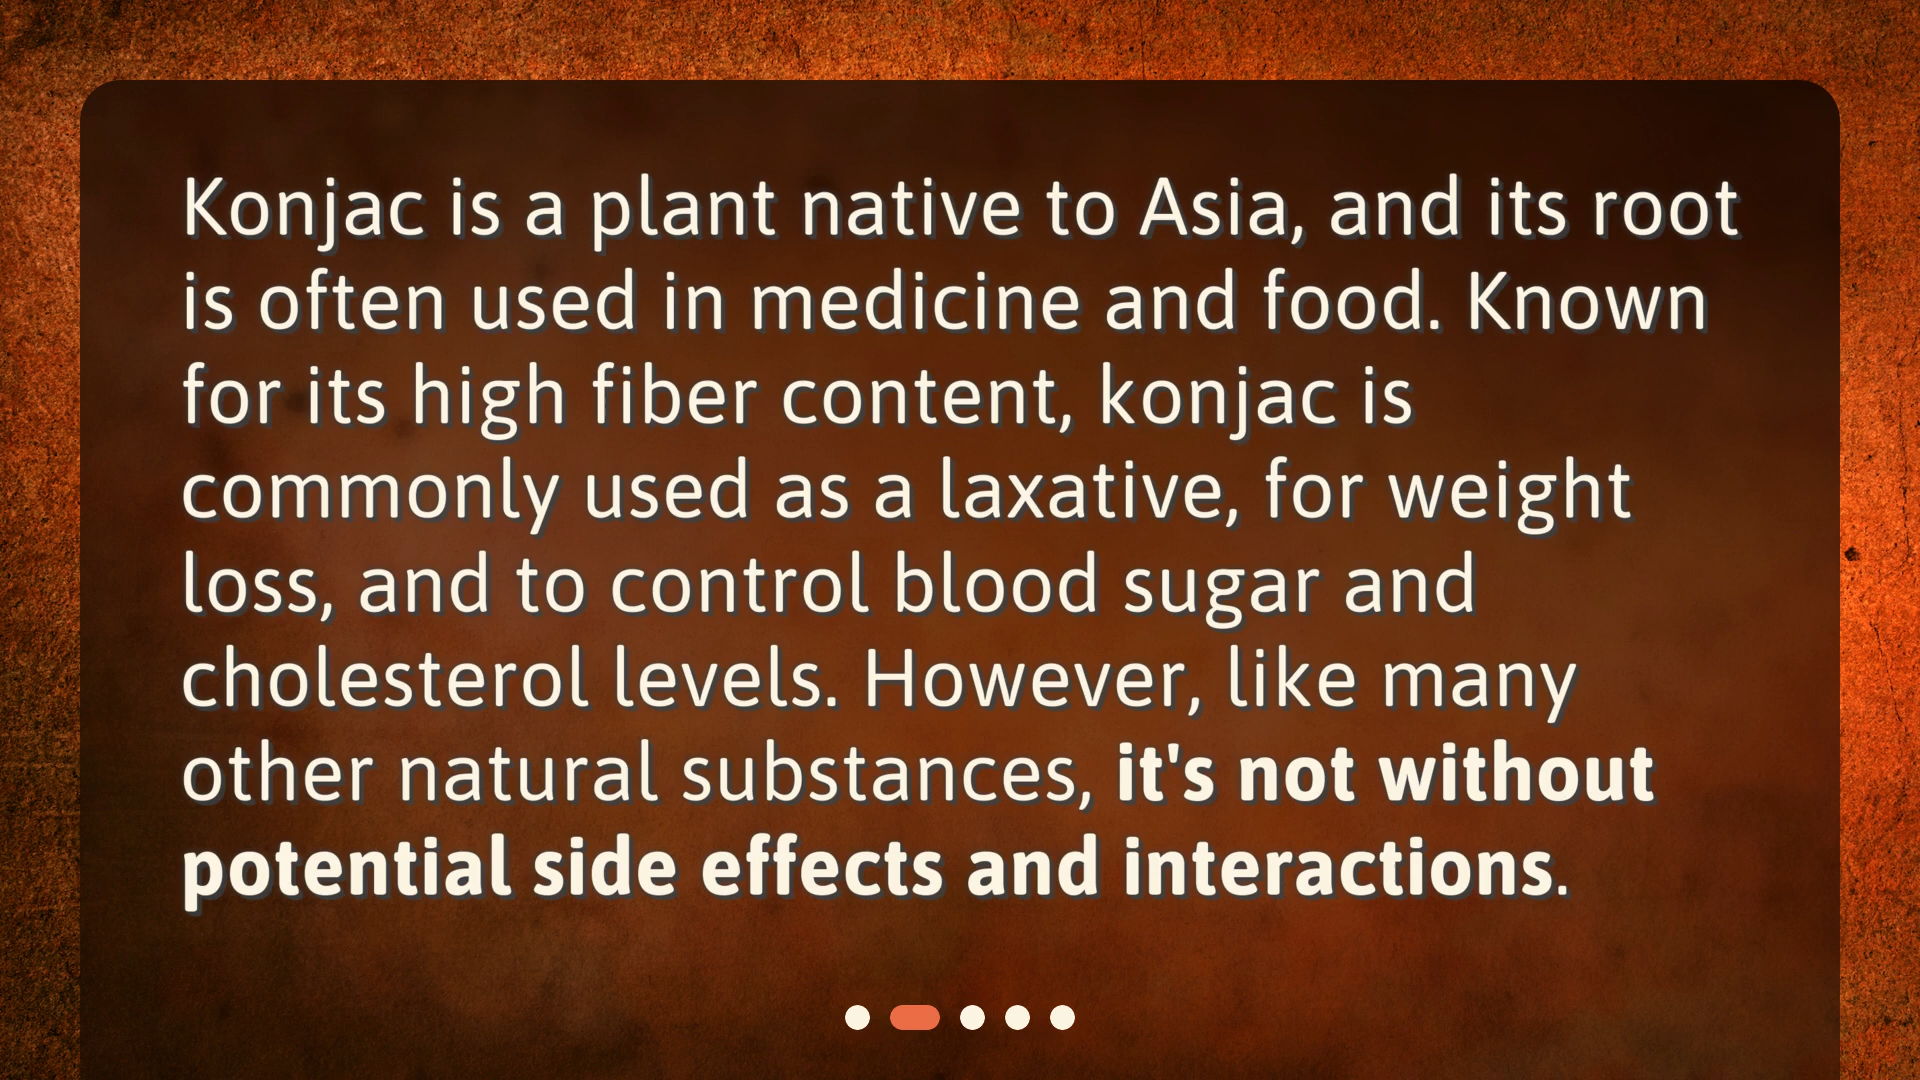 Konjac is a plant native to Asia, and its root
is often used in medicine and food. Known
for its high fiber content, konjac is
commonly used as a laxative, for weight
loss, and to control blood sugar and
cholesterol levels. However, like many
other natural substances, it's not without
potential side effects and interactions.